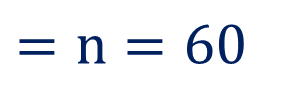 = n = 60